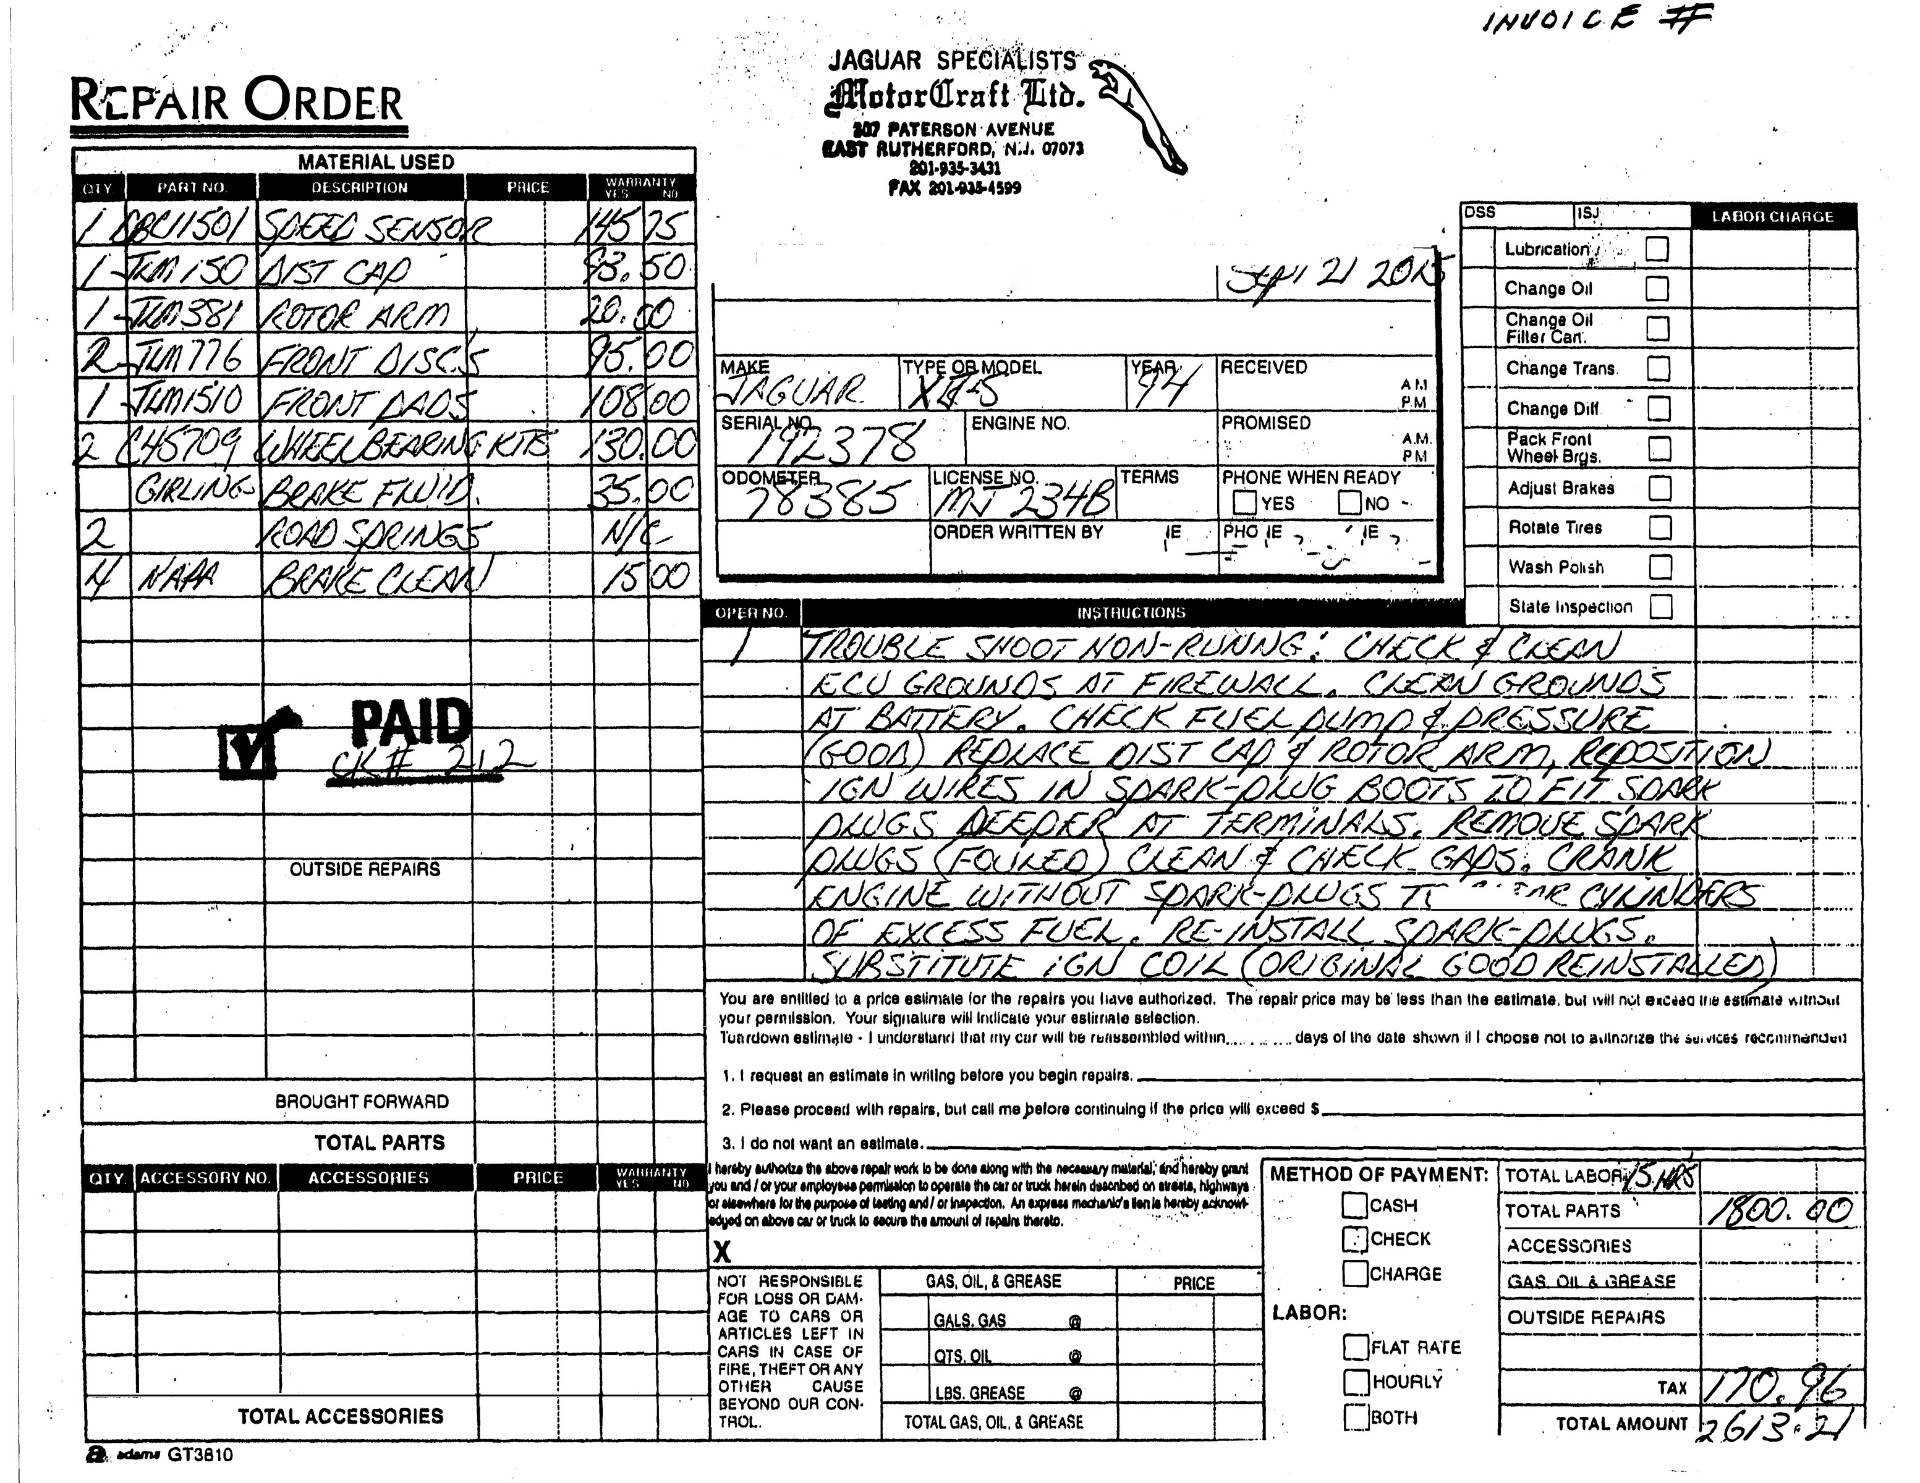 INVOICE #
REPAIR ORDER
JAGUAR SPECIALISTS
MotorCraft Ltd.
207 PATERSON AVENUE
EAST RUTHERFORD, N.J. 07073
201-935-3431
FAX 201-935-4599
MATERIAL USED
QTY PART NO. DESCRIPTION PRICE WARRANTY YES NO
1 DBC11501 SPEED SENSOR 145 75
1 JLM150 DIST CAP 93.50
1 JLM381 ROTOR ARM 20.00
2 JLM776 FRONT DISC'S 95.00
1 JLM1510 FRONT PADS 108.00
2 C45709 WHEEL BEARING KITS 130.00
GIRLING BRAKE FLUID. 35.00
2 ROAD SPRINGS N/C
4 NAPA BRAKE CLEAN 15.00
PAID
CK# 212
OUTSIDE REPAIRS
BROUGHT FORWARD
TOTAL PARTS
QTY ACCESSORY NO. ACCESSORIES PRICE WARRANTY YES NO
TOTAL ACCESSORIES
adams GT3810
SEPT 21 2015
MAKE TYPE OR MODEL YEAR RECEIVED
JAGUAR XJS 94 A.M
P.M
SERIAL NO. ENGINE NO. PROMISED
192378 A.M.
P.M
ODOMETER LICENSE NO. TERMS PHONE WHEN READY
78385 MJ 234B YES NO
ORDER WRITTEN BY
DSS ISJ LABOR CHARGE
Lubrication
Change Oil
Change Oil
Filter Cart.
Change Trans.
Change Diff
Pack Front
Wheel Brgs.
Adjust Brakes
Rotate Tires
Wash Polish
State Inspection
OPER NO. INSTRUCTIONS
1 TROUBLE SHOOT NON-RUNNG: CHECK & CLEAN
ECU GROUNDS AT FIREWALL. CLEAN GROUNDS
AT BATTERY. CHECK FUEL PUMP & PRESSURE
(GOOD) REPLACE DIST CAP & ROTOR ARM, REPOSITION
IGN WIRES IN SPARK-PLUG BOOTS TO FIT SPARK
PLUGS DEEPER AT TERMINALS. REMOVE SPARK
PLUGS (FOULED) CLEAN & CHECK GAPS. CRANK
ENGINE WITHOUT SPARK-PLUGS CYLINDERS
OF EXCESS FUEL. RE-INSTALL SPARK-PLUGS.
SUBSTITUTE IGN COIL (ORIGINAL GOOD REINSTALLED)
You are entitled to a price estimate for the repairs you have authorized. The repair price may be less than the estimate, but will not exceed the estimate without
your permission. Your signature will indicate your estimate selection.
Teardown estimate - I understand that my car will be reassembled within.......... days of the date shown if I choose not to authorize the services recommended
1. I request an estimate in writing before you begin repairs.
2. Please proceed with repairs, but call me before continuing if the price will exceed $
3. I do not want an estimate.
I hereby authorize the above repair work to be done along with the necessary material, and hereby grant
you and / or your employees permission to operate the car or truck herein described on streets, highways
or elsewhere for the purpose of testing and / or inspection. An express mechanic's lien is hereby acknowl-
edged on above car or truck to secure the amount of repairs thereto.
X
NOT RESPONSIBLE
FOR LOSS OR DAM-
AGE TO CARS OR
ARTICLES LEFT IN
CARS IN CASE OF
FIRE, THEFT OR ANY
OTHER CAUSE
BEYOND OUR CON-
TROL.
GAS, OIL, & GREASE PRICE
GALS. GAS @
QTS. OIL @
LBS. GREASE @
TOTAL GAS, OIL, & GREASE
METHOD OF PAYMENT:
CASH
CHECK
CHARGE
LABOR:
FLAT RATE
HOURLY
BOTH
TOTAL LABOR 15 HRS
TOTAL PARTS 1800.00
ACCESSORIES
GAS, OIL & GREASE
OUTSIDE REPAIRS
TAX 170.96
TOTAL AMOUNT 2613.21